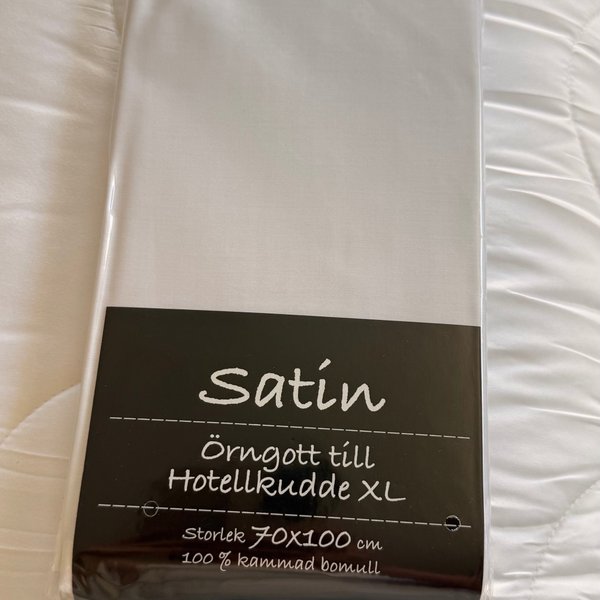 Satin
Örngott till
Hotellkudde XL
Storlek 70x100 cm
100 % kammad bomull